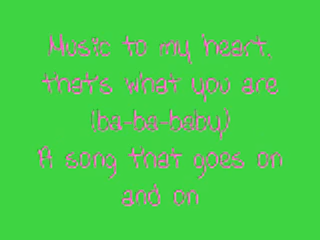 Music to my heart.
that's what you are
(ba-ba-baby)
A song that goes on
and on